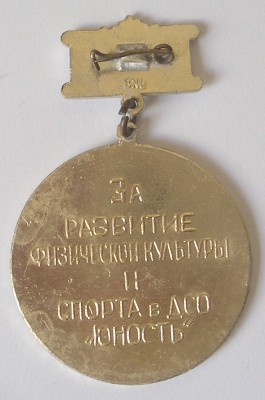 ЗА
РАЗВИТИЕ
ФИЗИЧЕСКОЙ КУЛЬТУРЫ
И
СПОРТА в ДСО
„ЮНОСТЬ"